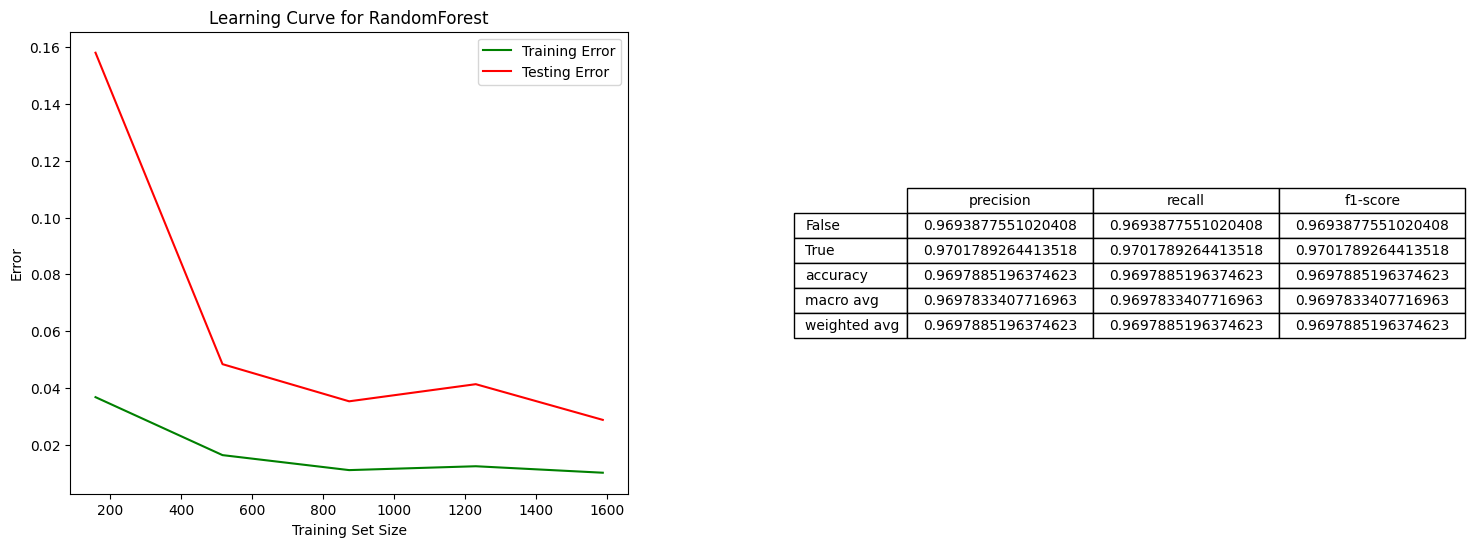 Learning Curve for RandomForest
Training Error
Testing Error
0.16
0.14
0.12
0.10
0.08
0.06
0.04
0.02
Error
200 400 600 800 1000 1200 1400 1600
Training Set Size
precision recall f1-score
False 0.9693877551020408 0.9693877551020408 0.9693877551020408
True 0.9701789264413518 0.9701789264413518 0.9701789264413518
accuracy 0.9697885196374623 0.9697885196374623 0.9697885196374623
macro avg 0.9697833407716963 0.9697833407716963 0.9697833407716963
weighted avg 0.9697885196374623 0.9697885196374623 0.9697885196374623